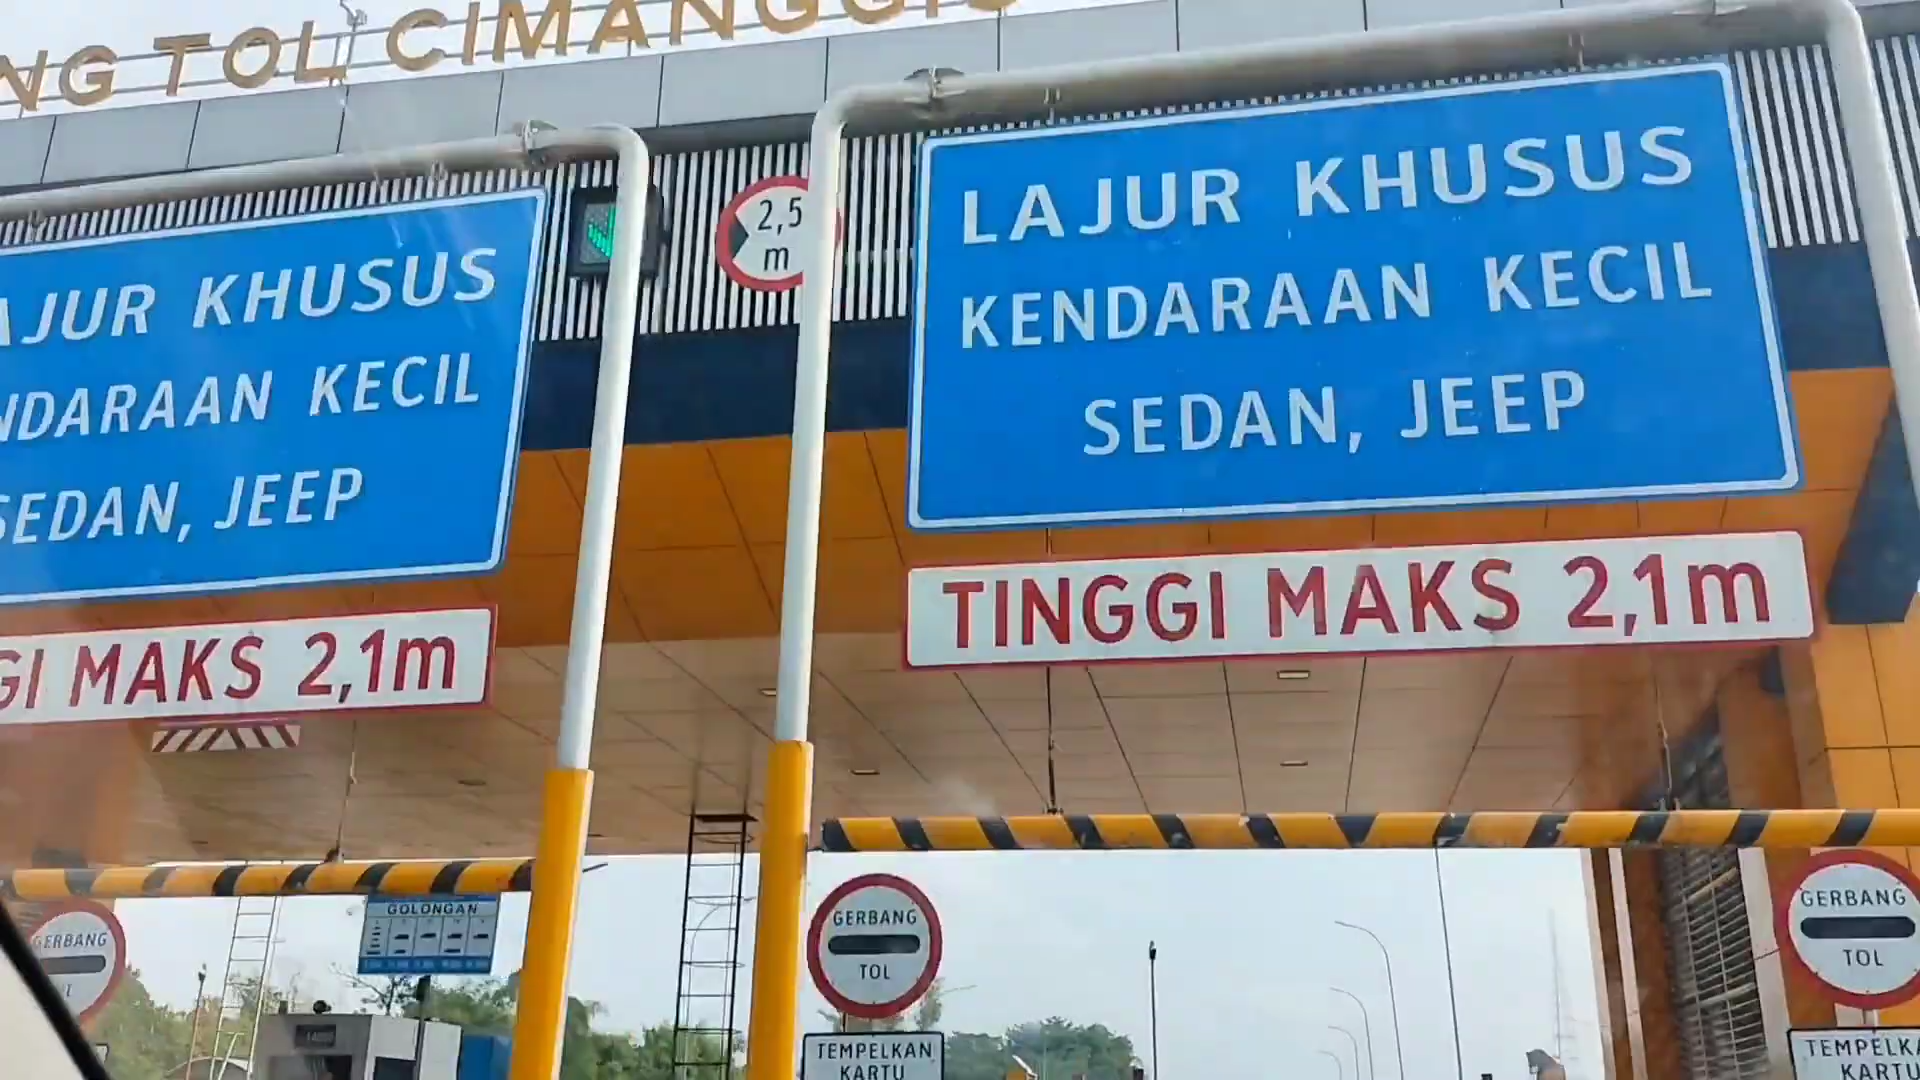 NG TOL CIMANGGIS
AJUR KHUSUS
NDARAAN KECIL
SEDAN, JEEP
GI MAKS 2,1m
2,5
m
LAJUR KHUSUS
KENDARAAN KECIL
SEDAN, JEEP
TINGGI MAKS 2,1m
GERBANG
GOLONGAN
GERBANG
TOL
TEMPELKAN
KARTU
GERBANG
TOL
TEMPELKA
KARTU